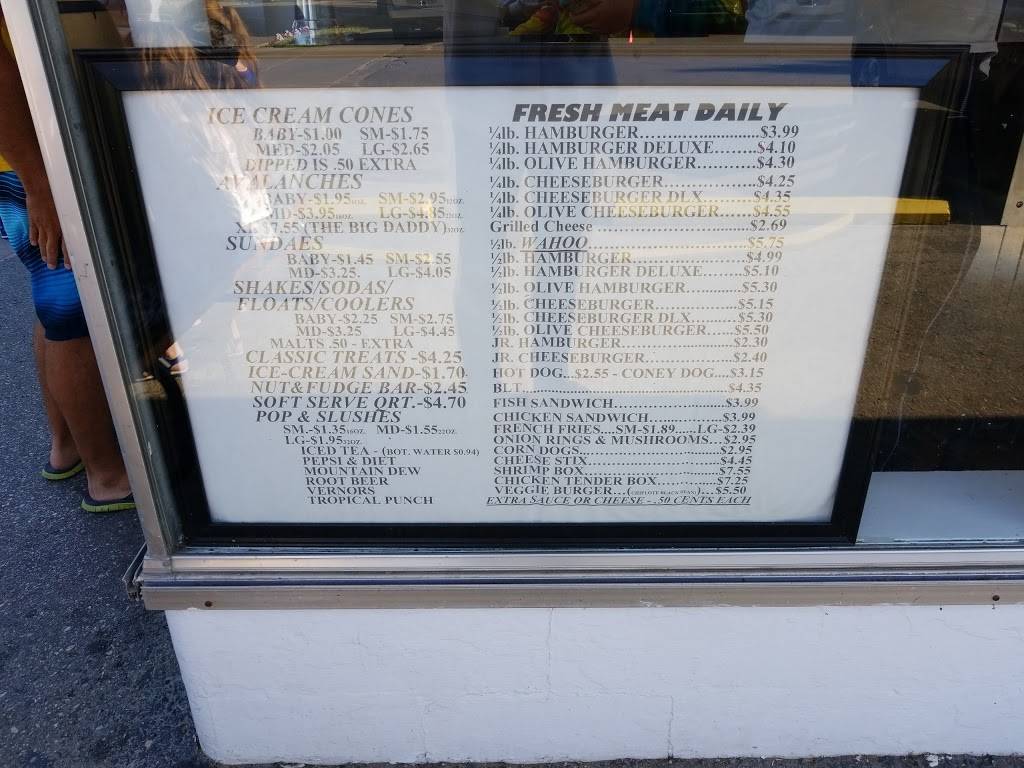 ICE CREAM CONES
BABY-$1.00 SM-$1.75
MED-$2.05 LG-$2.65
DIPPED IS .50 EXTRA
AVALANCHES
BABY-$1.95 SM-$2.95
MD-$3.95 LG-$4.85
XL-$7.55 (THE BIG DADDY)
SUNDAES
BABY-$1.45 SM-$2.55
MD-$3.25. LG-$4.05
SHAKES/SODAS/
FLOATS/COOLERS
BABY-$2.25 SM-$2.75
MD-$3.25 LG-$4.45
MALTS .50 - EXTRA
CLASSIC TREATS -$4.25
ICE-CREAM SAND-$1.70
NUT&FUDGE BAR-$2.45
SOFT SERVE QRT.-$4.70
POP & SLUSHES
SM.-$1.35 16OZ. MD-$1.55 22OZ.
LG-$1.95 32OZ.
ICED TEA - (BOT. WATER $0.94)
PEPSI & DIET
MOUNTAIN DEW
ROOT BEER
VERNORS
TROPICAL PUNCH
FRESH MEAT DAILY
¼lb. HAMBURGER....................$3.99
¼lb. HAMBURGER DELUXE........$4.10
¼lb. OLIVE HAMBURGER...........$4.30
¼lb. CHEESEBURGER................$4.25
¼lb. CHEESEBURGER DLX.........$4.35
¼lb. OLIVE CHEESEBURGER......$4.55
Grilled Cheese ............................$2.69
½lb. WAHOO............................$5.75
½lb. HAMBURGER....................$4.99
½lb. HAMBURGER DELUXE.......$5.10
½lb. OLIVE HAMBURGER...........$5.30
½lb. CHEESEBURGER................$5.15
½lb. CHEESEBURGER DLX.........$5.30
½lb. OLIVE CHEESEBURGER......$5.50
JR. HAMBURGER......................$2.30
JR. CHEESEBURGER..................$2.40
HOT DOG...$2.55 - CONEY DOG....$3.15
BLT........................................$4.35
FISH SANDWICH......................$3.99
CHICKEN SANDWICH................$3.99
FRENCH FRIES....SM-$1.89.....LG-$2.39
ONION RINGS & MUSHROOMS...$2.95
CORN DOGS............................$2.95
CHEESE STIX...........................$4.45
SHRIMP BOX...........................$7.55
CHICKEN TENDER BOX.............$7.25
VEGGIE BURGER...(CHIPLOTE BLACK BEAN)...$5.50
EXTRA SAUCE OR CHEESE - .50 CENTS EACH